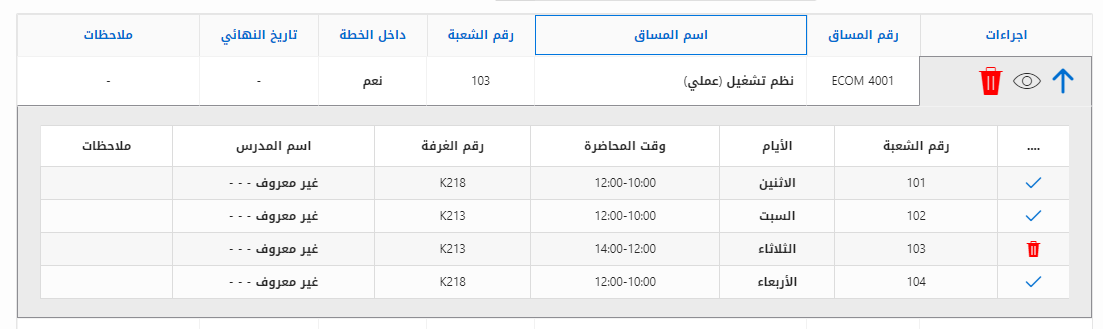 اجراءات رقم المساق اسم المساق رقم الشعبة داخل الخطة تاريخ النهائي ملاحظات
ECOM 4001 نظم تشغيل (عملي) 103 نعم - -
.... رقم الشعبة الأيام وقت المحاضرة رقم الغرفة اسم المدرس ملاحظات
101 الاثنين 12:00-10:00 K218 غير معروف - - -
102 السبت 12:00-10:00 K213 غير معروف - - -
103 الثلاثاء 14:00-12:00 K213 غير معروف - - -
104 الأربعاء 12:00-10:00 K218 غير معروف - - -